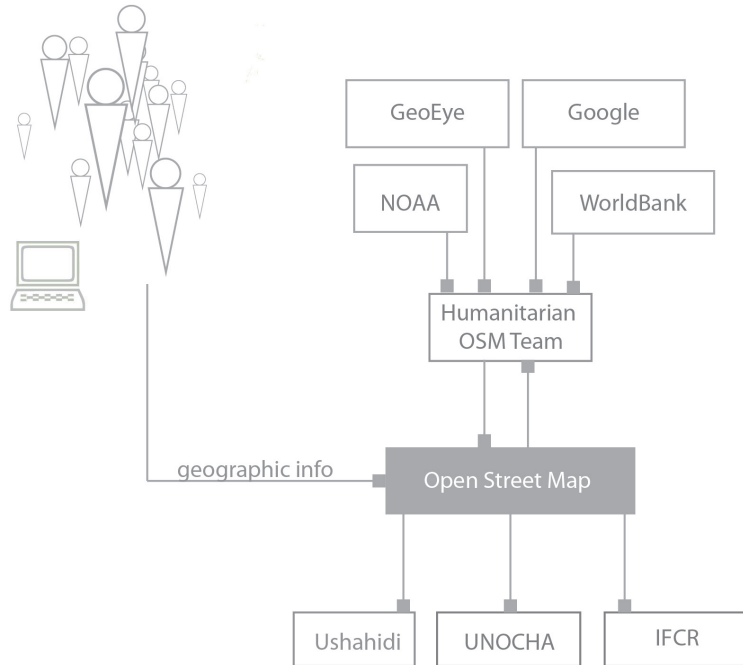 GeoEye
Google
NOAA
WorldBank
Humanitarian
OSM Team
geographic info
Open Street Map
Ushahidi
UNOCHA
IFCR